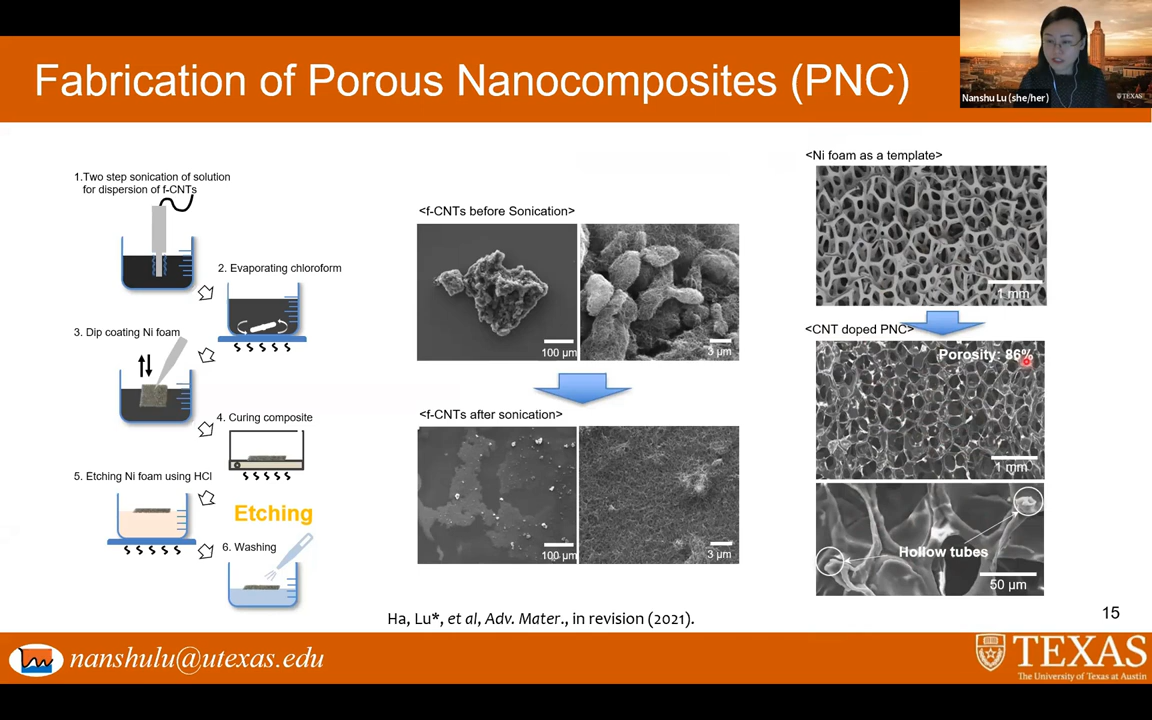 Fabrication of Porous Nanocomposites (PNC)
Nanshu Lu (she/her)
TEXAS
1.Two step sonication of solution
for dispersion of f-CNTs
2. Evaporating chloroform
3. Dip coating Ni foam
4. Curing composite
5. Etching Ni foam using HCl
Etching
6. Washing
<f-CNTs before Sonication>
100 µm
3 µm
<f-CNTs after sonication>
100 µm
3 µm
<Ni foam as a template>
1 mm
<CNT doped PNC>
Porosity: 86%
1 mm
Hollow tubes
50 µm
Ha, Lu*, et al, Adv. Mater., in revision (2021).
15
nanshulu@utexas.edu
TEXAS
The University of Texas at Austin